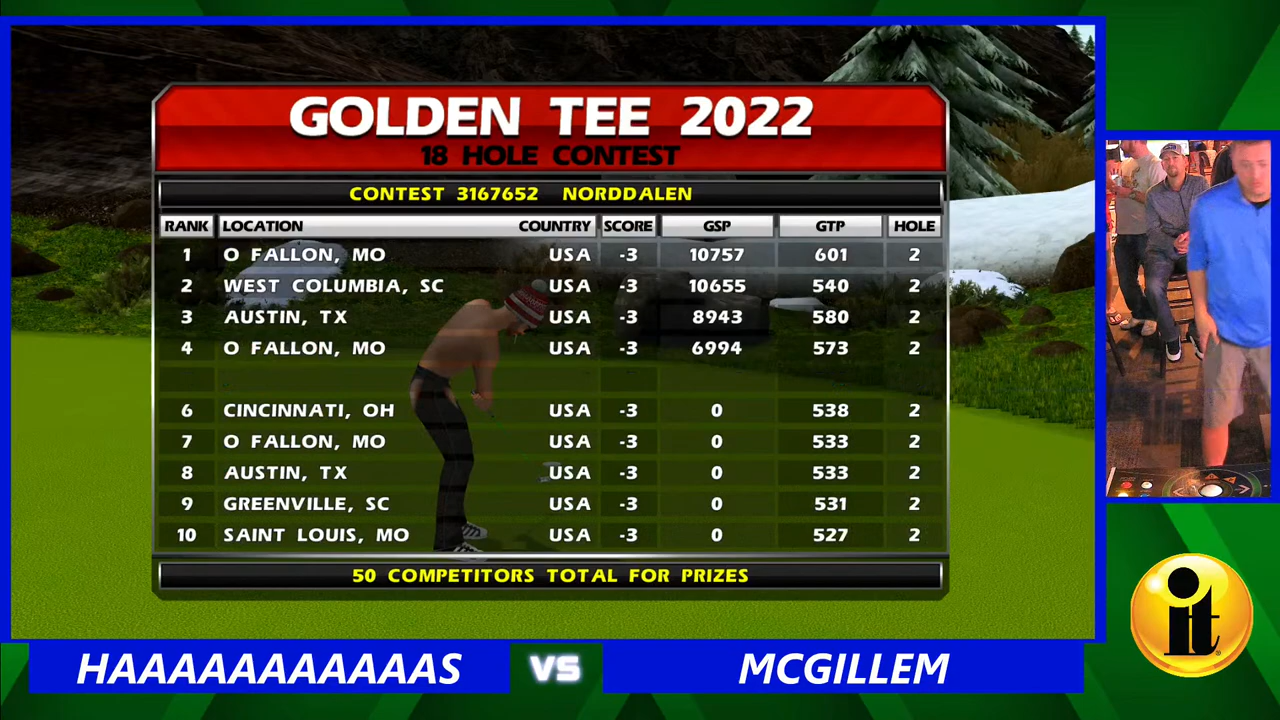 GOLDEN TEE 2022
18 HOLE CONTEST
CONTEST 3167652 NORDDALEN
RANK LOCATION COUNTRY SCORE GSP GTP HOLE
1 O FALLON, MO USA -3 10757 601 2
2 WEST COLUMBIA, SC USA -3 10655 540 2
3 AUSTIN, TX USA -3 8943 580 2
4 O FALLON, MO USA -3 6994 573 2
6 CINCINNATI, OH USA -3 0 538 2
7 O FALLON, MO USA -3 0 533 2
8 AUSTIN, TX USA -3 0 533 2
9 GREENVILLE, SC USA -3 0 531 2
10 SAINT LOUIS, MO USA -3 0 527 2
50 COMPETITORS TOTAL FOR PRIZES
it
HAAAAAAAAAAAS VS MCGILLEM